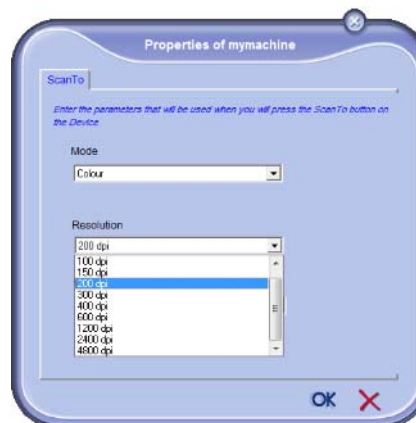 Properties of mymachine
ScanTo
Enter the parameters that will be used when you will press the ScanTo button on
the Device
Mode
Colour
Resolution
200 dpi
100 dpi
150 dpi
200 dpi
300 dpi
400 dpi
600 dpi
1200 dpi
2400 dpi
4800 dpi
OK